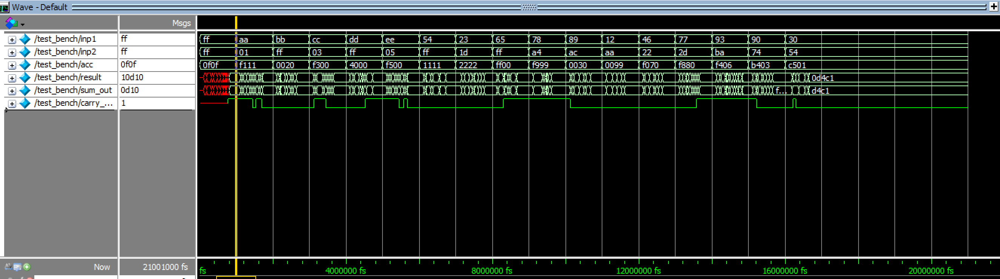 Wave - Default
Msgs
/test_bench/inp1 ff ff aa bb cc dd ee 54 23 65 78 89 12 46 77 93 90 30
/test_bench/inp2 ff ff 01 ff 03 ff 05 ff 1d ff a4 ac aa 22 2d ba 74 54
/test_bench/acc 0f0f 0f0f f111 0020 f300 4000 f500 1111 2222 ff00 f999 0030 0099 f070 f880 f406 b403 c501
/test_bench/result 10d10 0d4c1
/test_bench/sum_out 0d10 f... d4c1
/test_bench/carry_... 1
Now 21001000 fs fs 4000000 fs 8000000 fs 12000000 fs 16000000 fs 20000000 fs